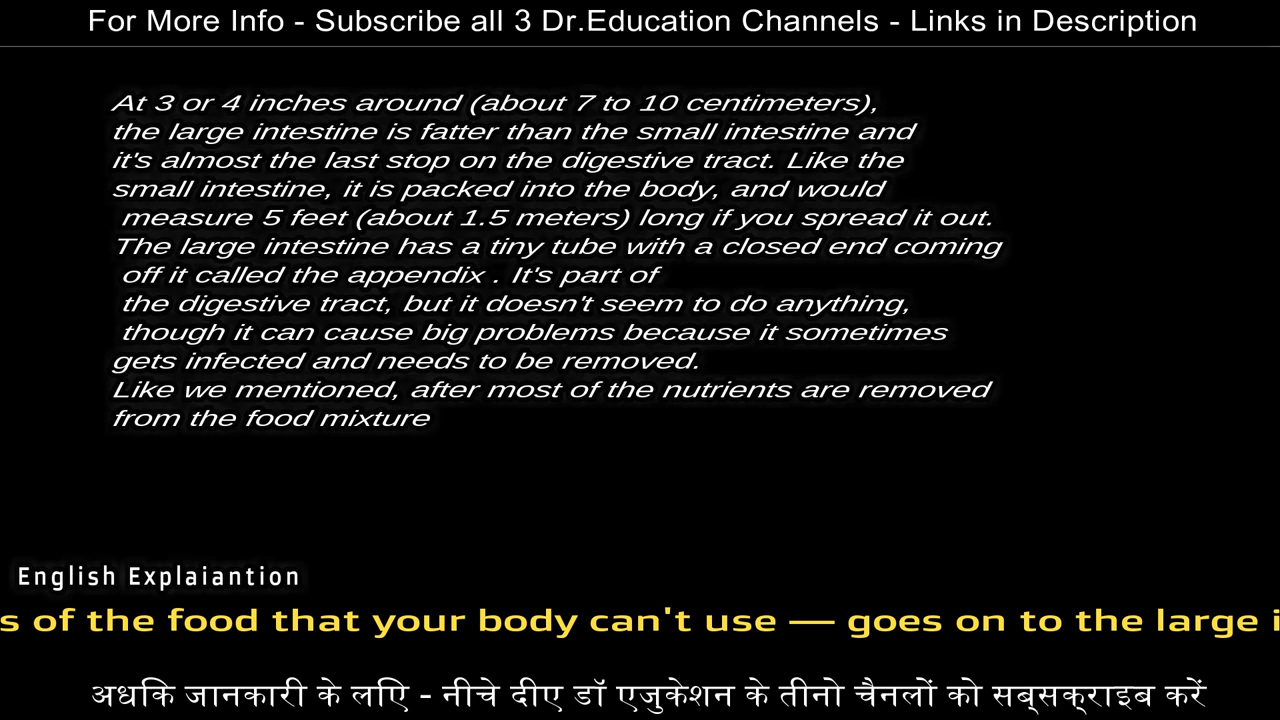 For More Info - Subscribe all 3 Dr.Education Channels - Links in Description
At 3 or 4 inches around (about 7 to 10 centimeters),
the large intestine is fatter than the small intestine and
it's almost the last stop on the digestive tract. Like the
small intestine, it is packed into the body, and would
measure 5 feet (about 1.5 meters) long if you spread it out.
The large intestine has a tiny tube with a closed end coming
off it called the appendix . It's part of
the digestive tract, but it doesn't seem to do anything,
though it can cause big problems because it sometimes
gets infected and needs to be removed.
Like we mentioned, after most of the nutrients are removed
from the food mixture
English Explaiantion
s of the food that your body can't use — goes on to the large i
अधकि जानकारी के लएि - नीचे दीए डॉ एजुकेशन के तीनो चैनलों को सब्सक्राइब करें